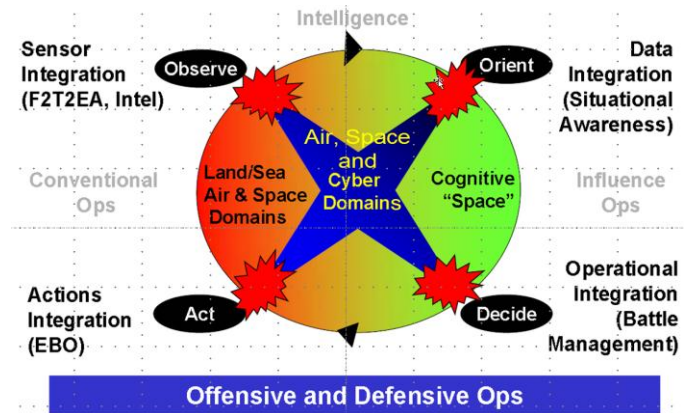 Intelligence
Sensor
Integration
(F2T2EA, Intel)
Observe
Orient
Data
Integration
(Situational
Awareness)
Air, Space
and
Cyber
Domains
Conventional
Ops
Land/Sea
Air & Space
Domains
Cognitive
“Space”
Influence
Ops
Actions
Integration
(EBO)
Act
Decide
Operational
Integration
(Battle
Management)
Offensive and Defensive Ops